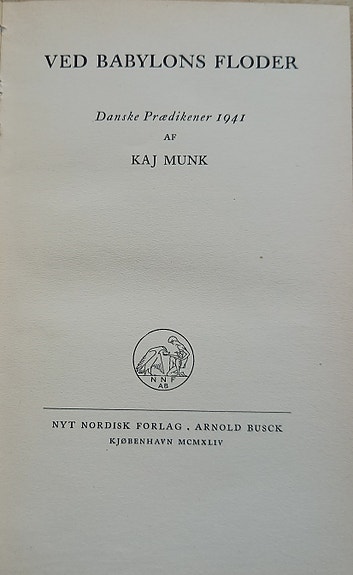 VED BABYLONS FLODER
Danske Prædikener 1941
AF
KAJ MUNK
NNF
AB
NYT NORDISK FORLAG . ARNOLD BUSCK
KJØBENHAVN MCMXLIV